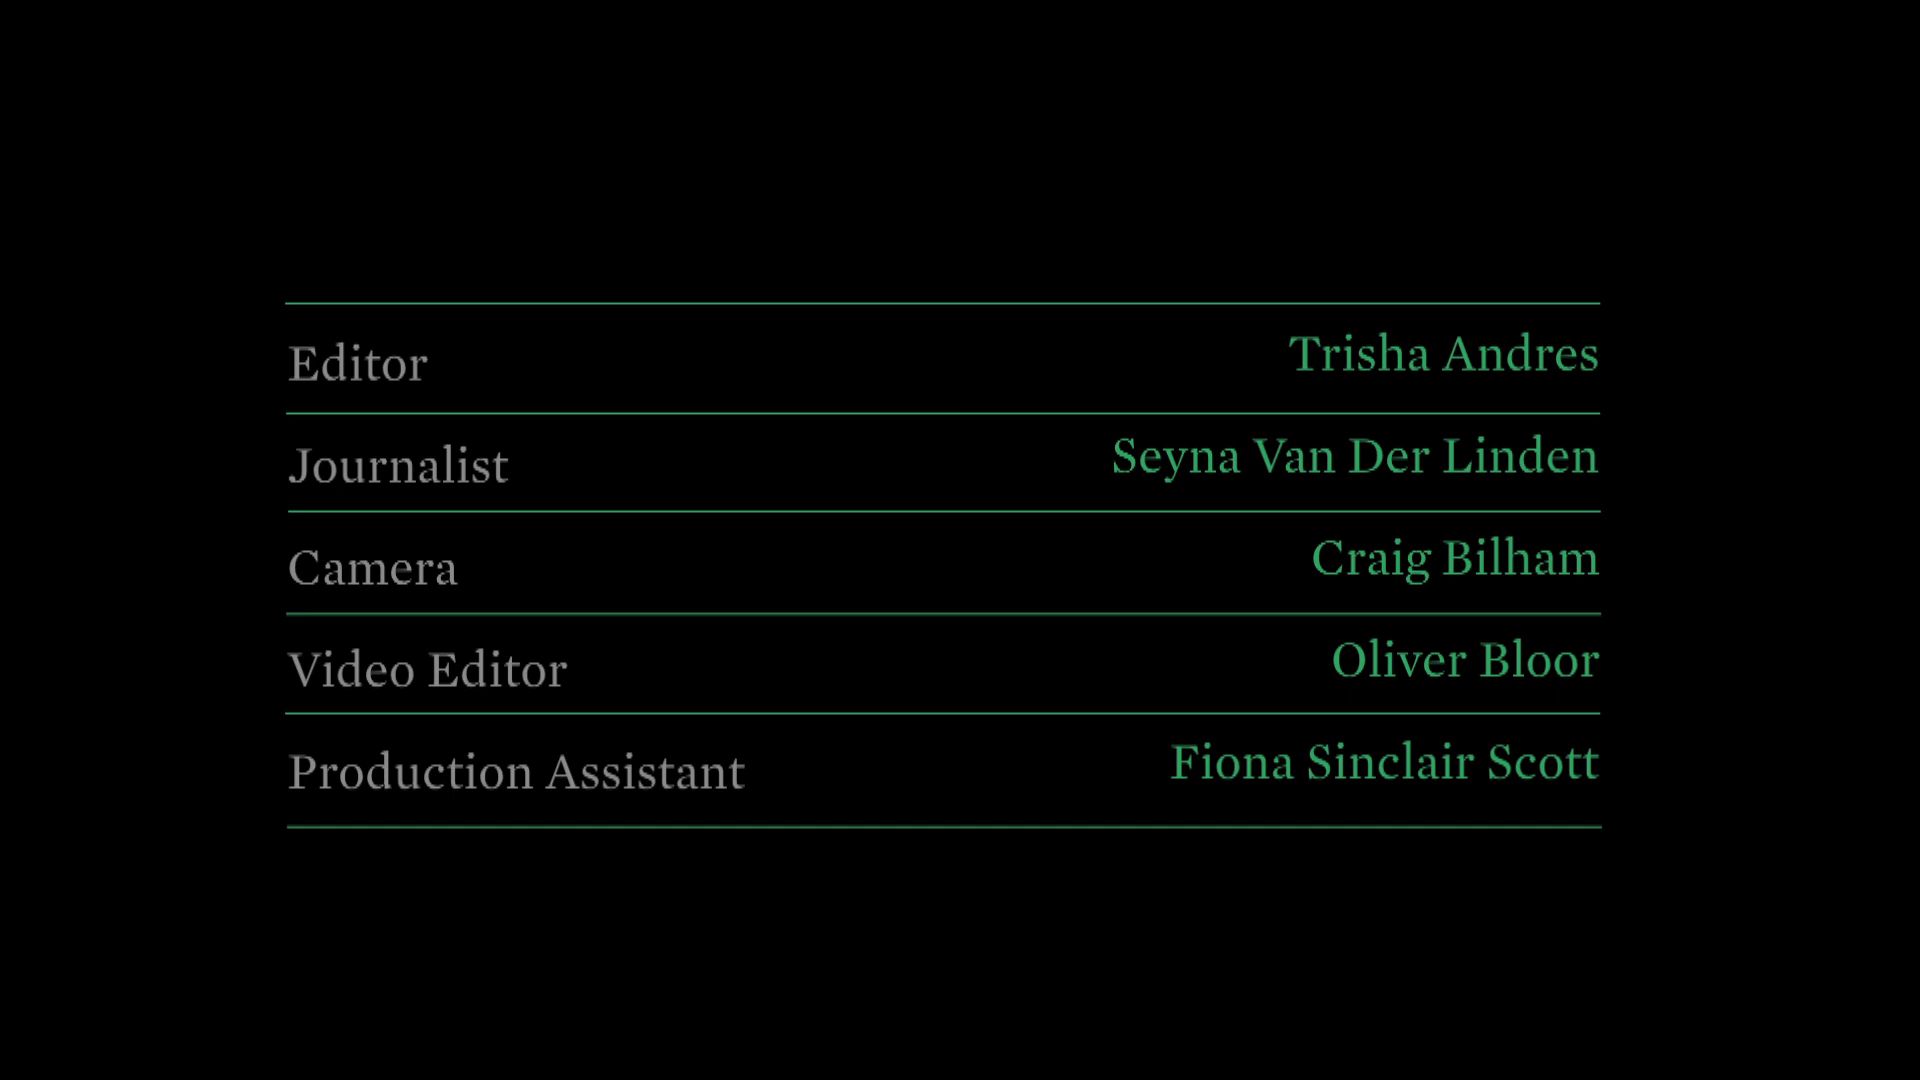 Editor Trisha Andres
Journalist Seyna Van Der Linden
Camera Craig Bilham
Video Editor Oliver Bloor
Production Assistant Fiona Sinclair Scott